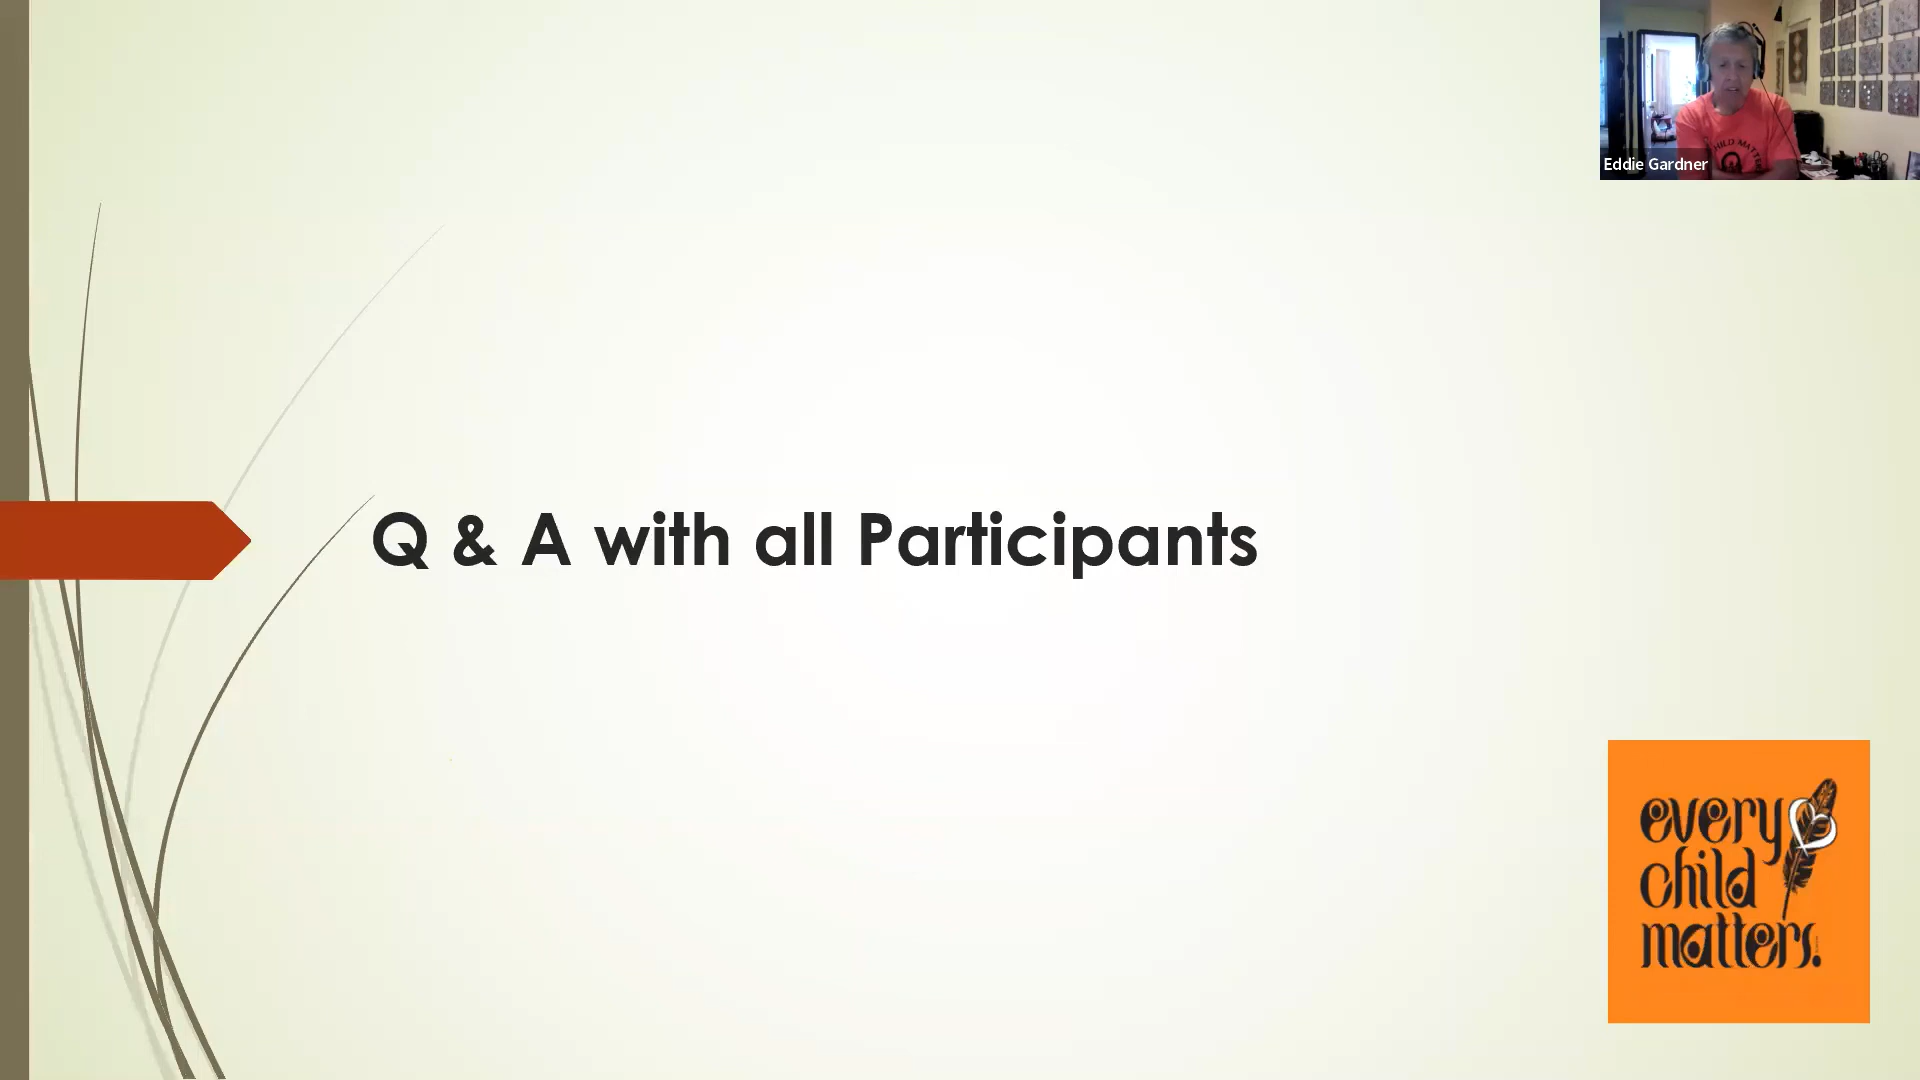 Eddie Gardner
Q & A with all Participants
every
child
matters.